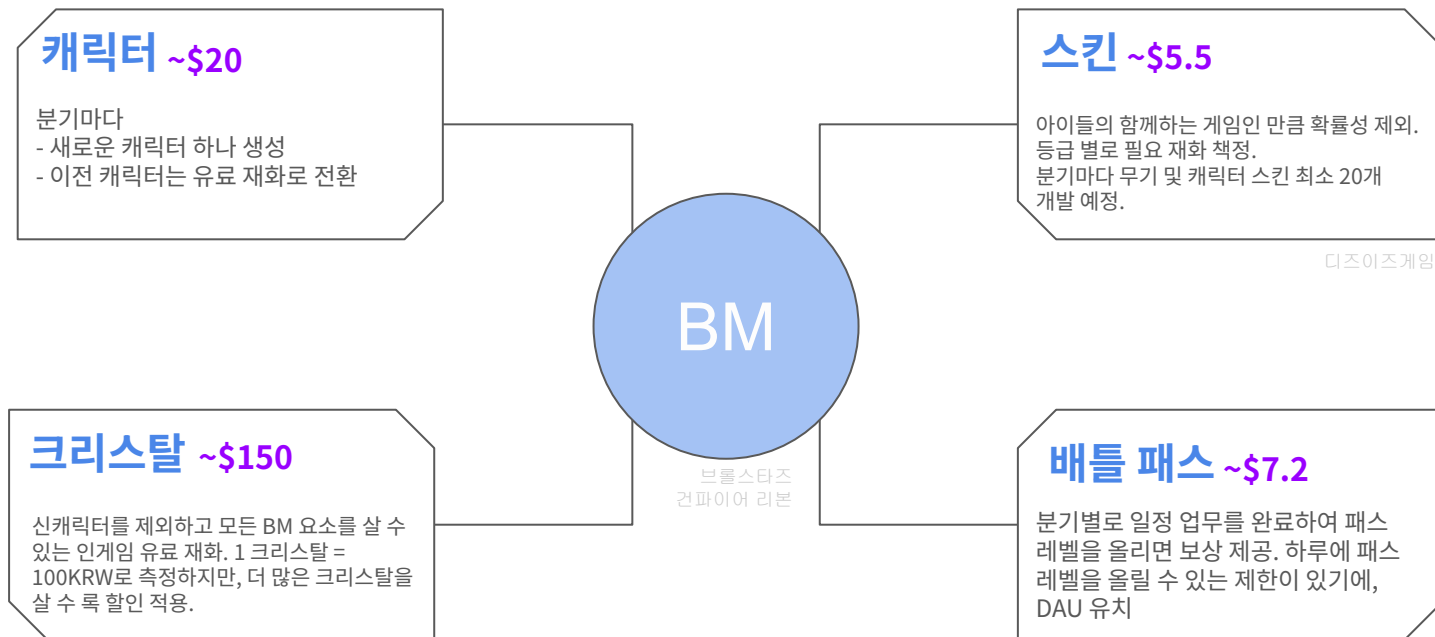 캐릭터 ~$20
분기마다
- 새로운 캐릭터 하나 생성
- 이전 캐릭터는 유료 재화로 전환
스킨 ~$5.5
아이들의 함께하는 게임인 만큼 확률성 제외.
등급 별로 필요 재화 책정.
분기마다 무기 및 캐릭터 스킨 최소 20개
개발 예정.
디즈이즈게임
BM
브롤스타즈
건파이어 리본
크리스탈 ~$150
신캐릭터를 제외하고 모든 BM 요소를 살 수
있는 인게임 유료 재화. 1 크리스탈 =
100KRW로 측정하지만, 더 많은 크리스탈을
살 수 록 할인 적용.
배틀 패스 ~$7.2
분기별로 일정 업무를 완료하여 패스
레벨을 올리면 보상 제공. 하루에 패스
레벨을 올릴 수 있는 제한이 있기에,
DAU 유치